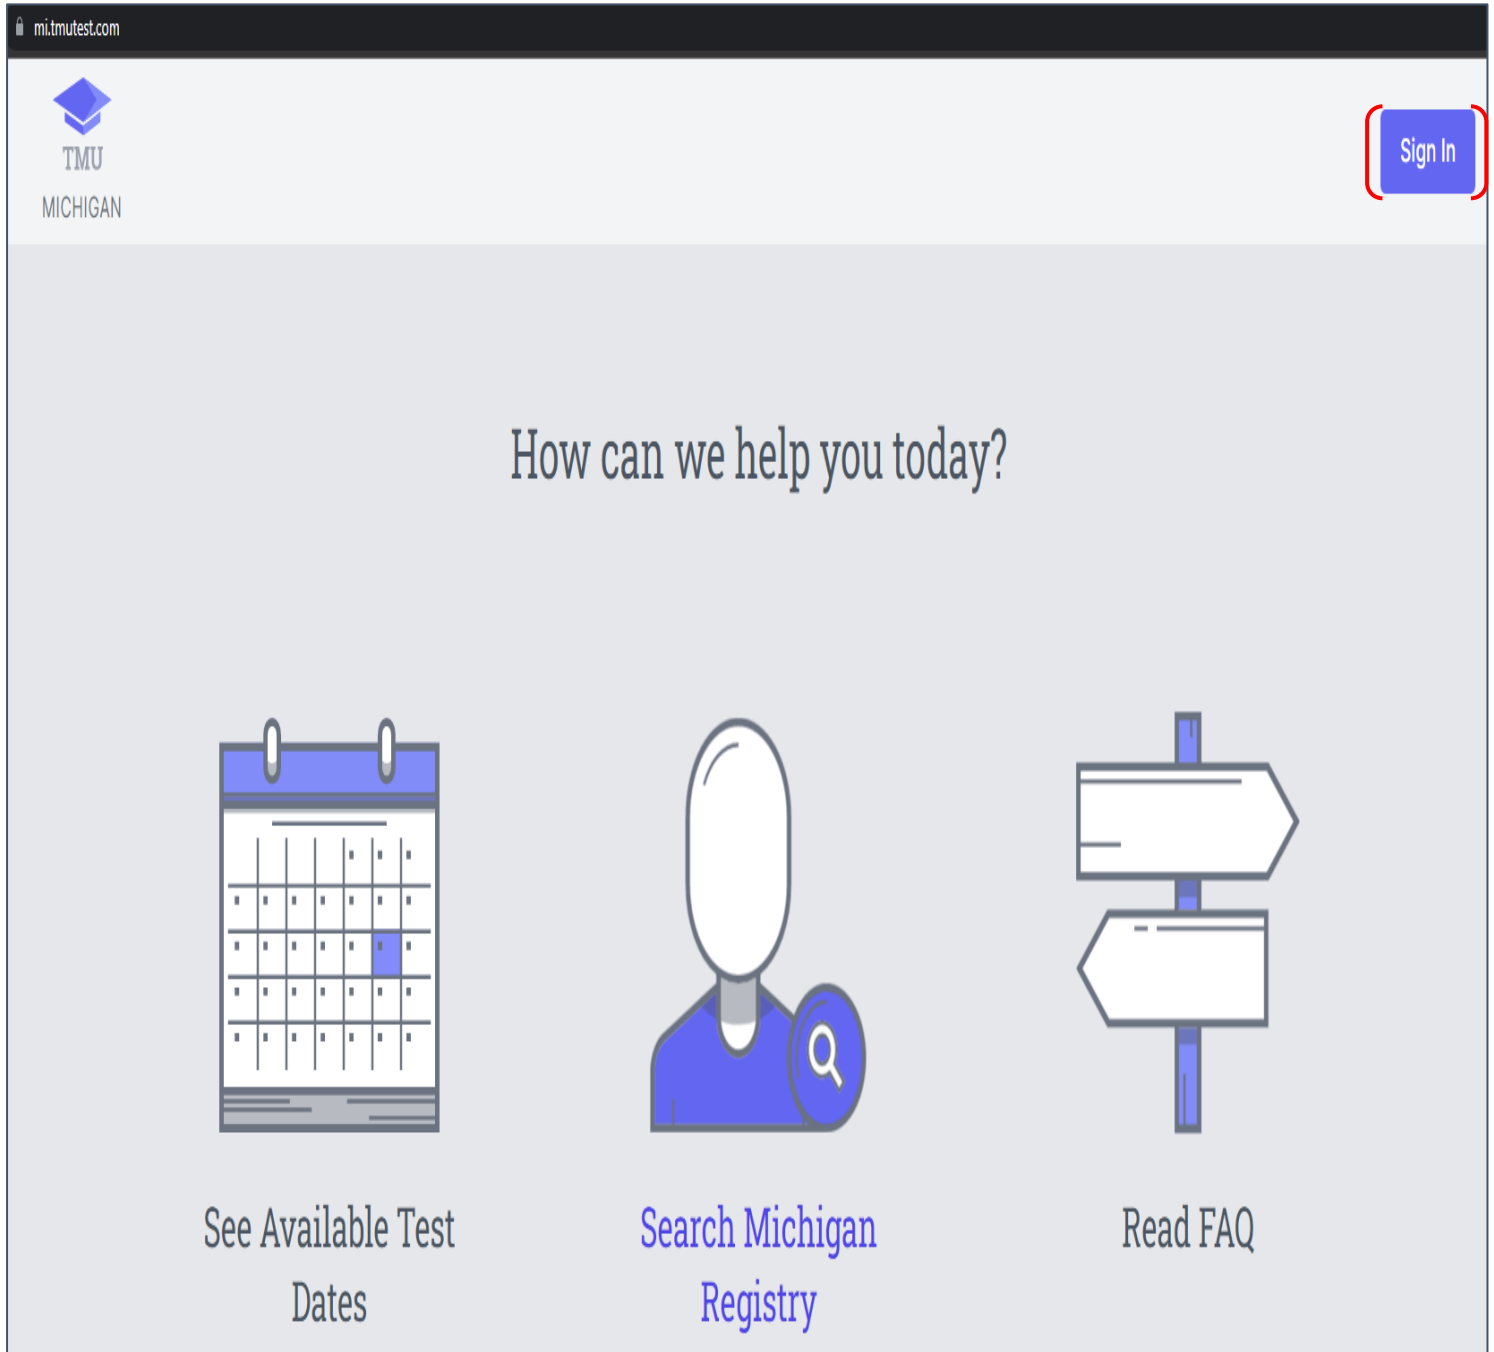 mi.tmutest.com
TMU
MICHIGAN
Sign In
How can we help you today?
See Available Test
Dates
Search Michigan
Registry
Read FAQ